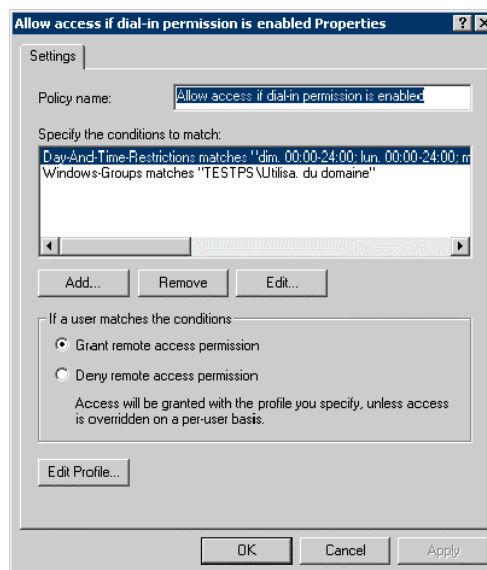 Allow access if dial-in permission is enabled Properties
Settings
Policy name: Allow access if dial-in permission is enabled
Specify the conditions to match:
Day-And-Time-Restrictions matches "dim. 00:00-24:00; lun. 00:00-24:00; m
Windows-Groups matches "TESTPS\Utilisa. du domaine"
Add... Remove Edit...
If a user matches the conditions
Grant remote access permission
Deny remote access permission
Access will be granted with the profile you specify, unless access
is overridden on a per-user basis.
Edit Profile...
OK Cancel Apply